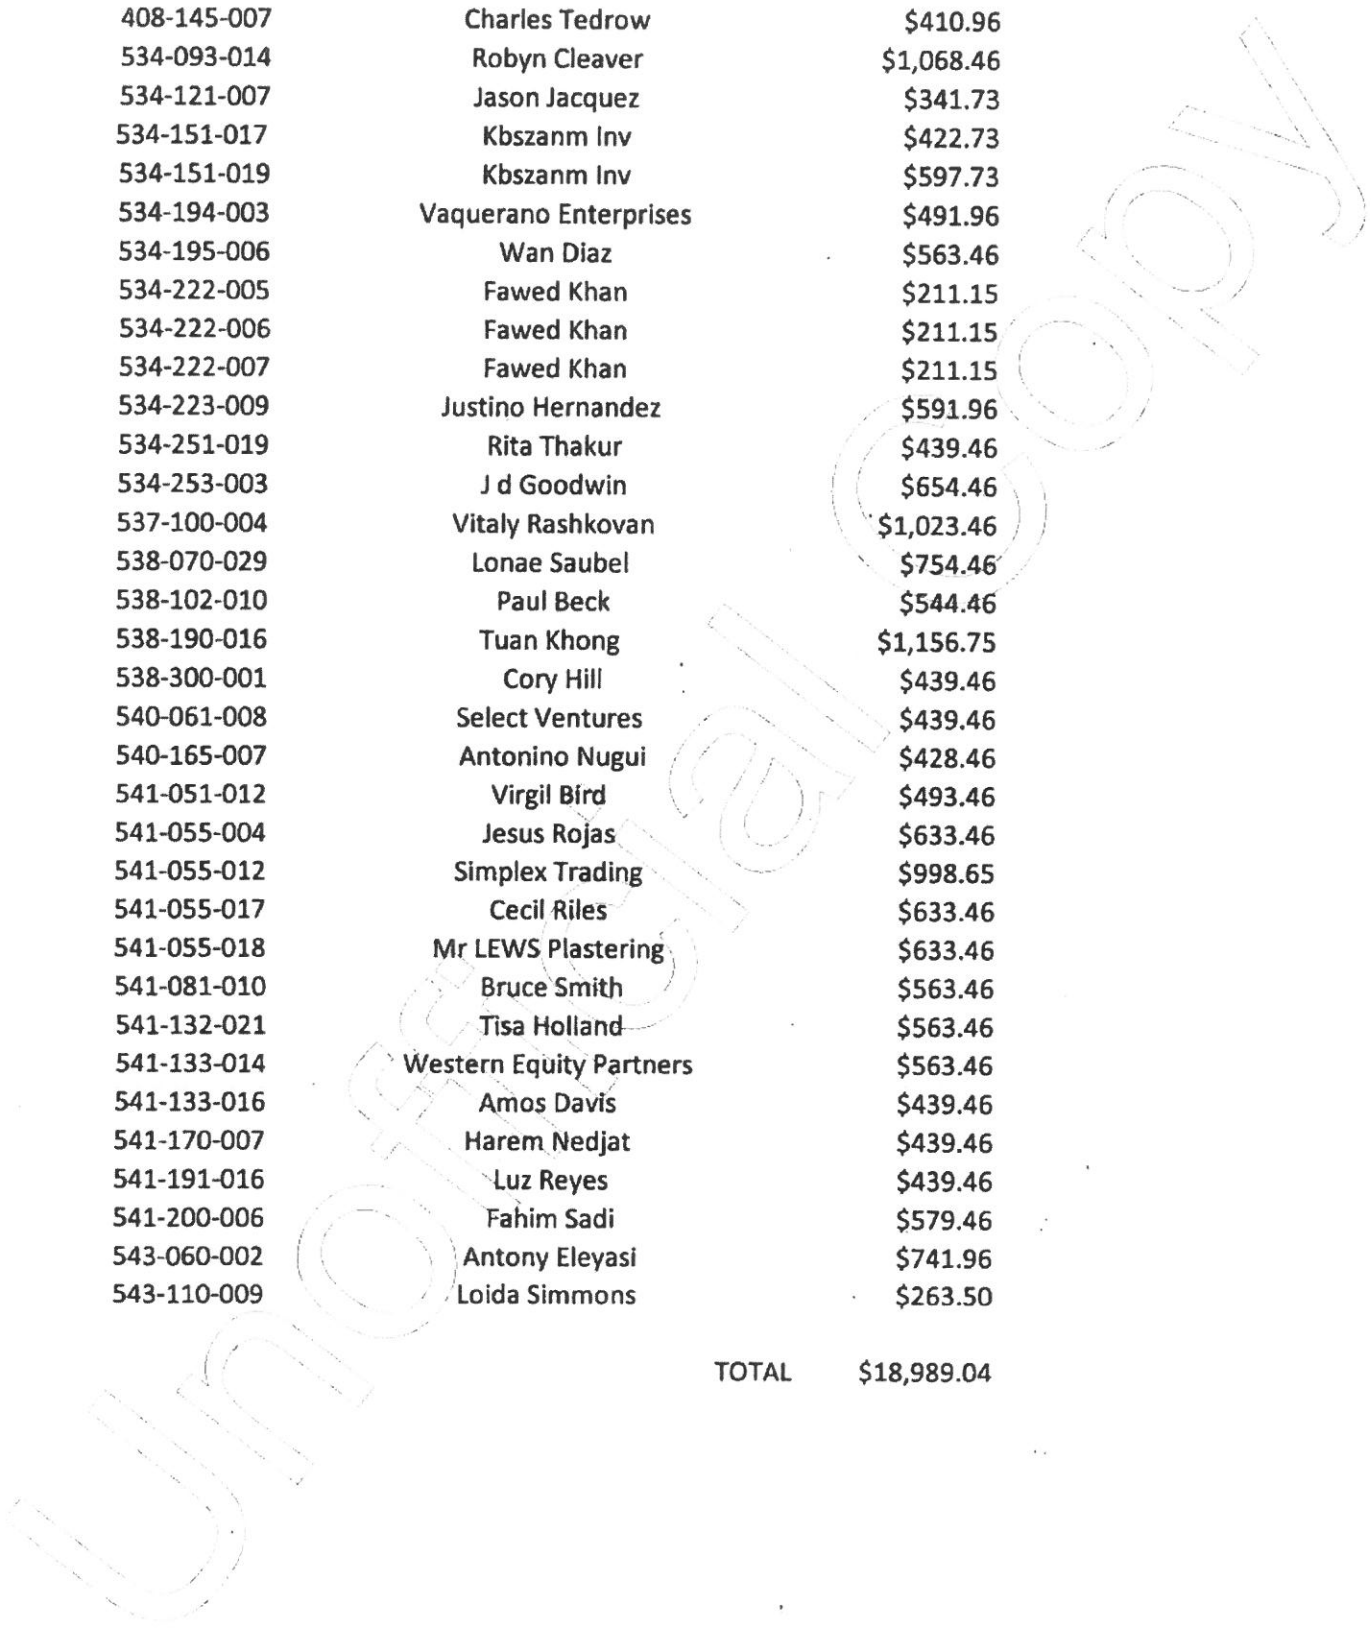 408-145-007 Charles Tedrow $410.96
534-093-014 Robyn Cleaver $1,068.46
534-121-007 Jason Jacquez $341.73
534-151-017 Kbszanm Inv $422.73
534-151-019 Kbszanm Inv $597.73
534-194-003 Vaquerano Enterprises $491.96
534-195-006 Wan Diaz $563.46
534-222-005 Fawed Khan $211.15
534-222-006 Fawed Khan $211.15
534-222-007 Fawed Khan $211.15
534-223-009 Justino Hernandez $591.96
534-251-019 Rita Thakur $439.46
534-253-003 J d Goodwin $654.46
537-100-004 Vitaly Rashkovan $1,023.46
538-070-029 Lonae Saubel $754.46
538-102-010 Paul Beck $544.46
538-190-016 Tuan Khong $1,156.75
538-300-001 Cory Hill $439.46
540-061-008 Select Ventures $439.46
540-165-007 Antonino Nugui $428.46
541-051-012 Virgil Bird $493.46
541-055-004 Jesus Rojas $633.46
541-055-012 Simplex Trading $998.65
541-055-017 Cecil Riles $633.46
541-055-018 Mr LEWS Plastering $633.46
541-081-010 Bruce Smith $563.46
541-132-021 Tisa Holland $563.46
541-133-014 Western Equity Partners $563.46
541-133-016 Amos Davis $439.46
541-170-007 Harem Nedjat $439.46
541-191-016 Luz Reyes $439.46
541-200-006 Fahim Sadi $579.46
543-060-002 Antony Eleyasi $741.96
543-110-009 Loida Simmons $263.50
TOTAL $18,989.04
Unofficial Copy